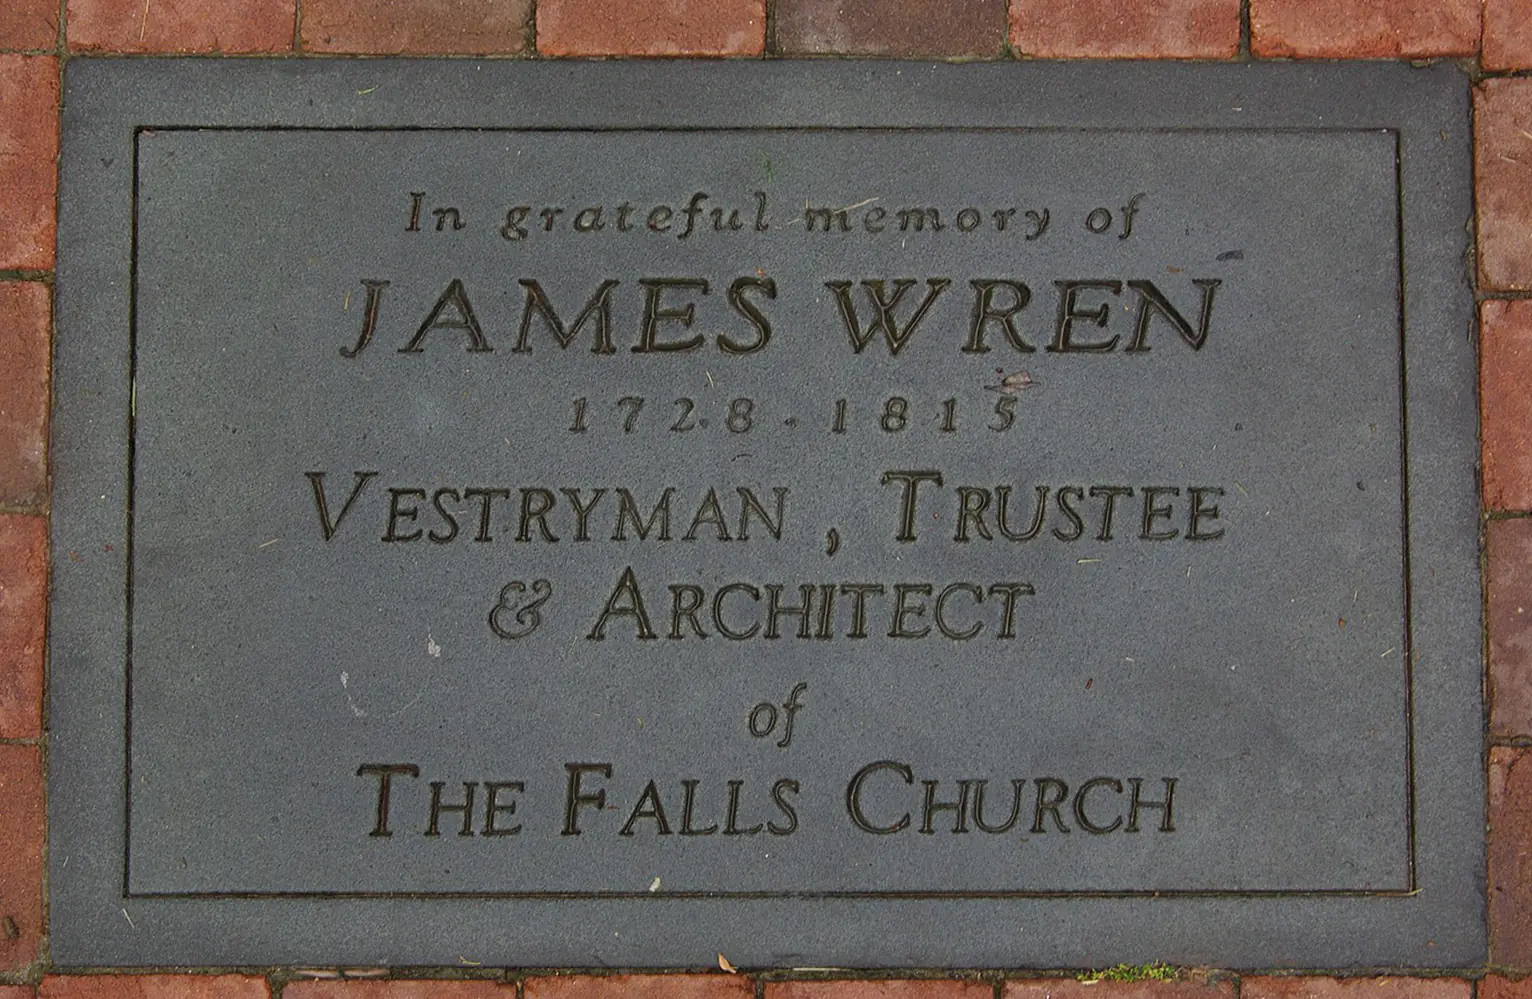 In grateful memory of
JAMES WREN
1728 · 1815
VESTRYMAN, TRUSTEE
& ARCHITECT
of
THE FALLS CHURCH